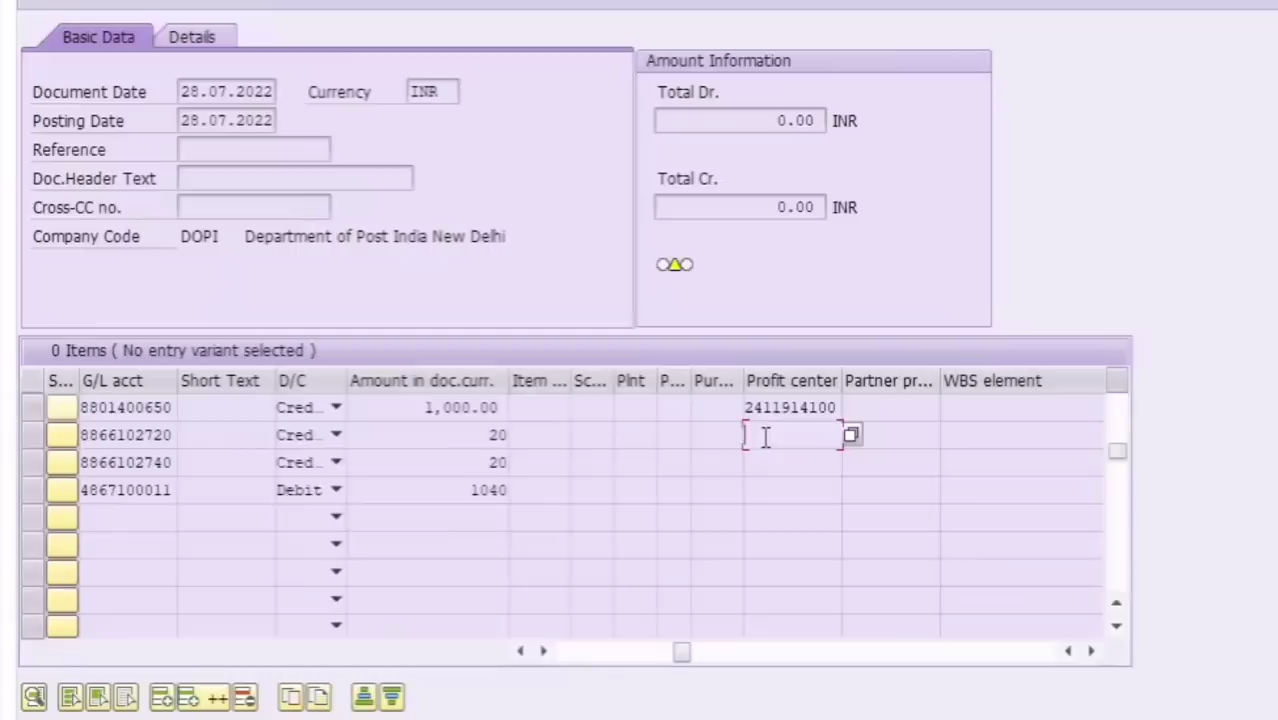 Basic Data Details
Amount Information
Document Date 28.07.2022 Currency INR
Total Dr.
Posting Date 28.07.2022
0.00 INR
Reference
Doc.Header Text
Total Cr.
Cross-CC no.
0.00 INR
Company Code DOPI Department of Post India New Delhi
0 Items ( No entry variant selected )
S... G/L acct Short Text D/C Amount in doc.curr. Item ... Sc... Plnt P... Pur... Profit center Partner pr... WBS element
8801400650 Cred.. 1,000.00 2411914100
8866102720 Cred.. 20
8866102740 Cred.. 20
4867100011 Debit 1040